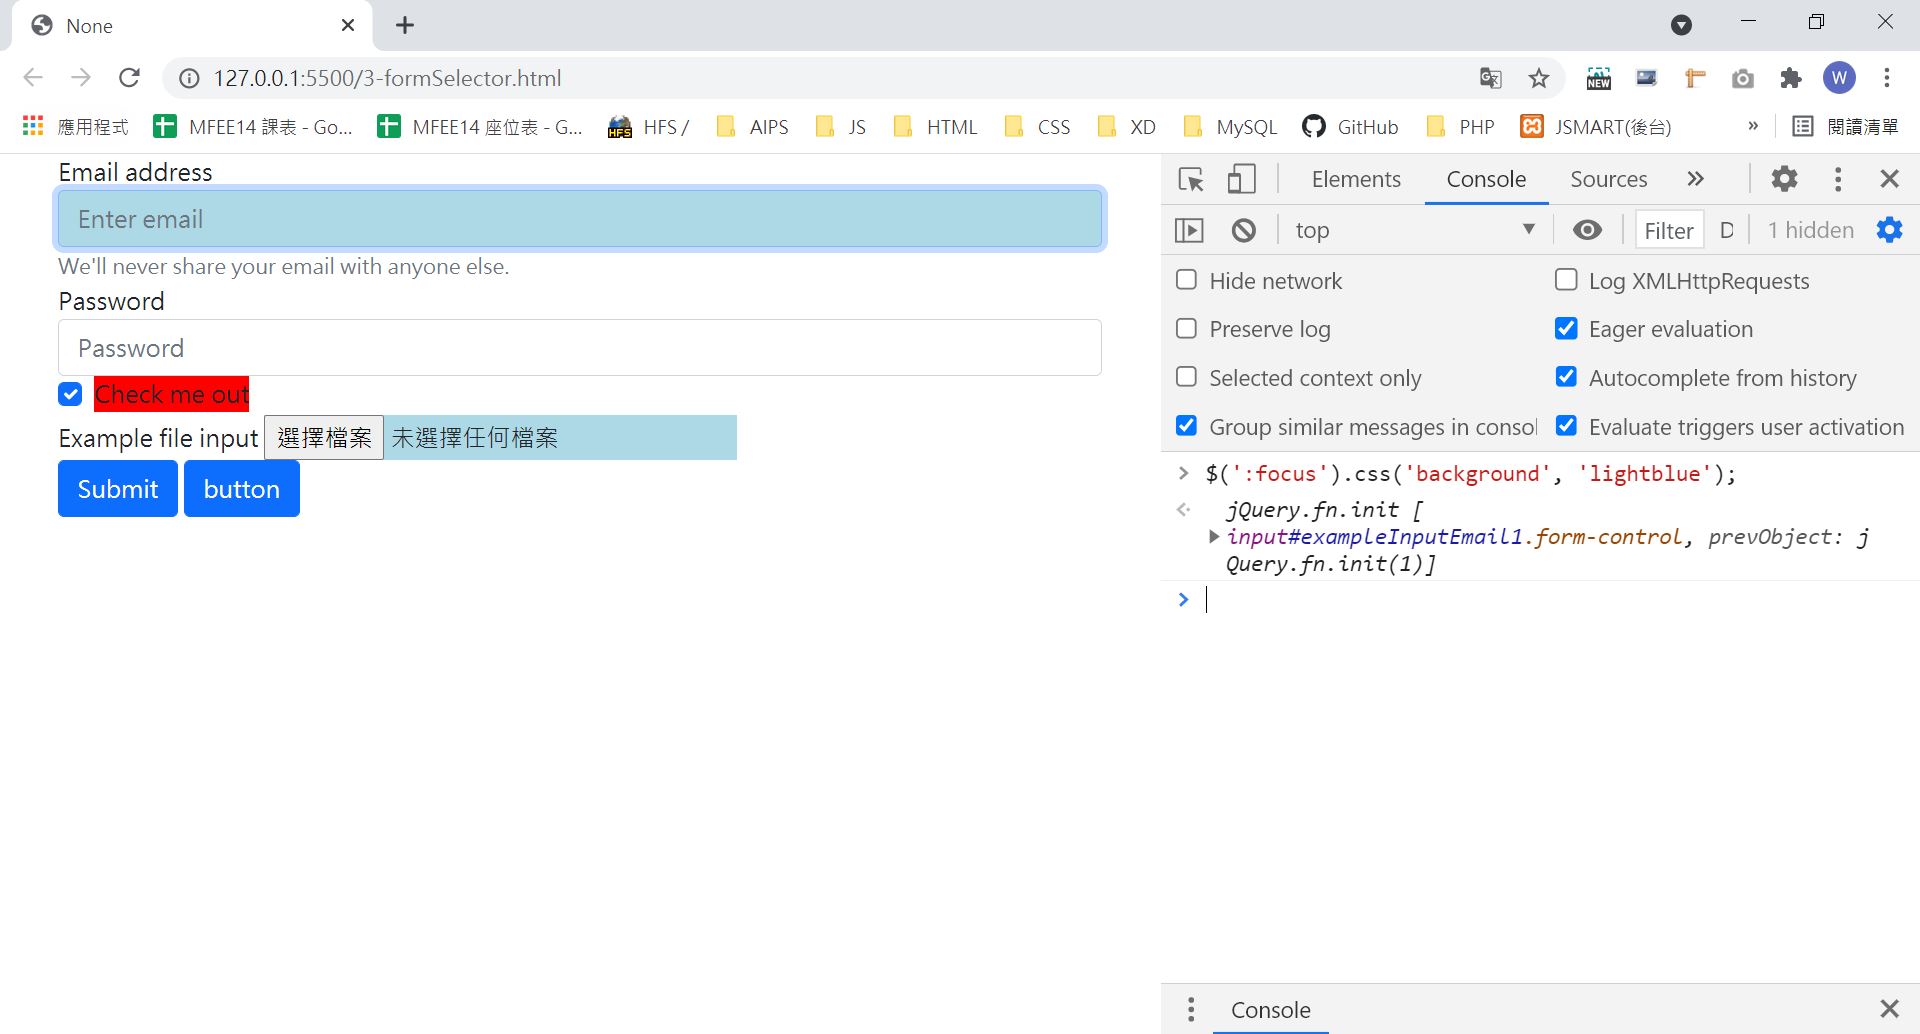 None
127.0.0.1:5500/3-formSelector.html
NEW
W
應用程式 MFEE14 課表 - Go... MFEE14 座位表 - G... HFS HFS / AIPS JS HTML CSS XD MySQL GitHub PHP JSMART(後台) » 閱讀清單
Email address
Enter email
We'll never share your email with anyone else.
Password
Password
Check me out
Example file input 選擇檔案 未選擇任何檔案
Submit button
Elements Console Sources »
top Filter D 1 hidden
Hide network Log XMLHttpRequests
Preserve log Eager evaluation
Selected context only Autocomplete from history
Group similar messages in consol Evaluate triggers user activation
$(':focus').css('background', 'lightblue');
jQuery.fn.init [
input#exampleInputEmail1.form-control, prevObject: j
Query.fn.init(1)]
Console